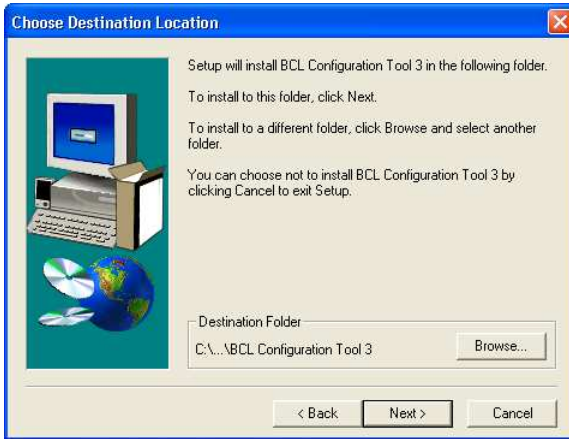 Choose Destination Location
Setup will install BCL Configuration Tool 3 in the following folder.
To install to this folder, click Next.
To install to a different folder, click Browse and select another
folder.
You can choose not to install BCL Configuration Tool 3 by
clicking Cancel to exit Setup.
Destination Folder
C:\...\BCL Configuration Tool 3
Browse...
< Back
Next >
Cancel